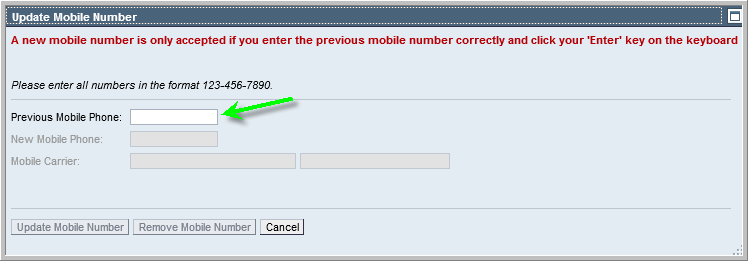 Update Mobile Number
A new mobile number is only accepted if you enter the previous mobile number correctly and click your 'Enter' key on the keyboard
Please enter all numbers in the format 123-456-7890.
Previous Mobile Phone:
New Mobile Phone:
Mobile Carrier:
Update Mobile Number Remove Mobile Number Cancel